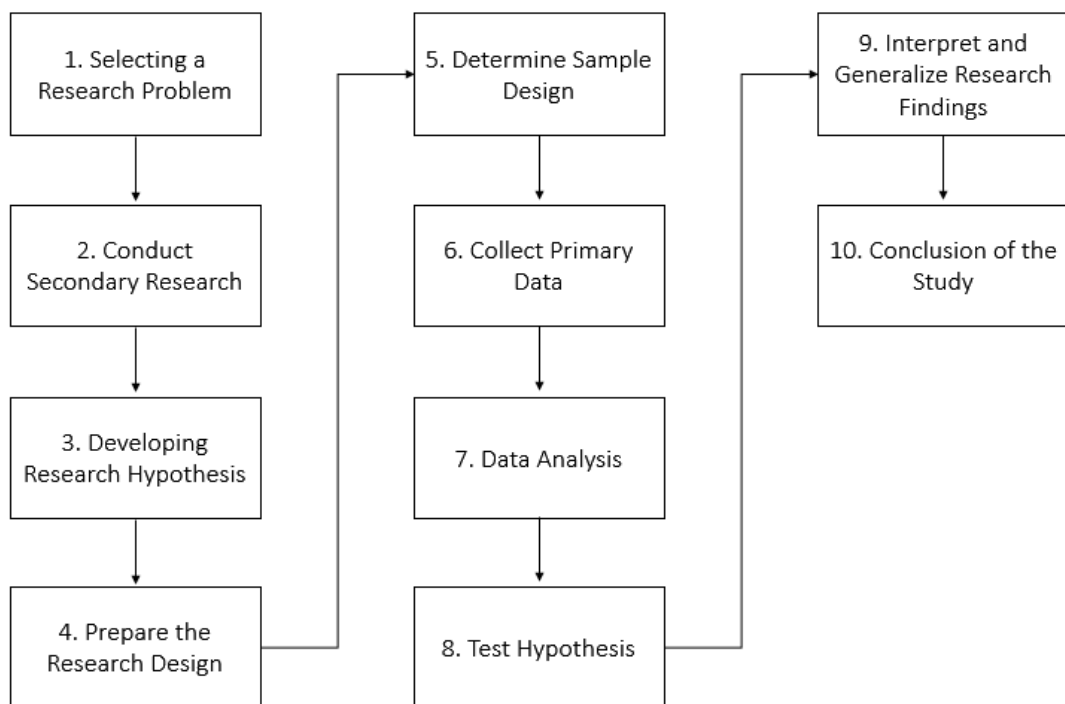 1. Selecting a
Research Problem
2. Conduct
Secondary Research
3. Developing
Research Hypothesis
4. Prepare the
Research Design
5. Determine Sample
Design
6. Collect Primary
Data
7. Data Analysis
8. Test Hypothesis
9. Interpret and
Generalize Research
Findings
10. Conclusion of the
Study